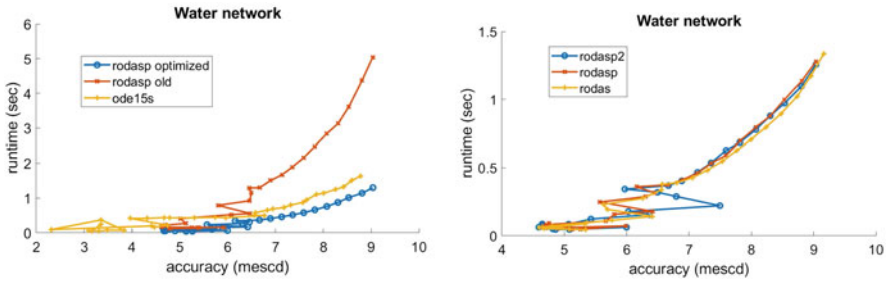 Water network
6
5
4
3
2
1
0
runtime (sec)
rodasp optimized
rodasp old
ode15s
2 3 4 5 6 7 8 9 10
accuracy (mescd)
Water network
1.5
1
0.5
0
runtime (sec)
rodasp2
rodasp
rodas
4 5 6 7 8 9 10
accuracy (mescd)